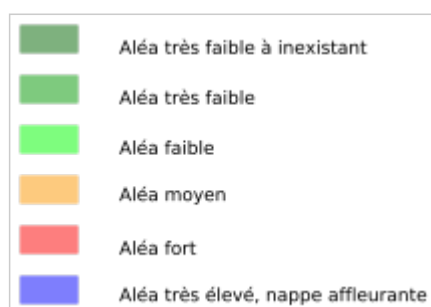 Aléa très faible à inexistant
Aléa très faible
Aléa faible
Aléa moyen
Aléa fort
Aléa très élevé, nappe affleurante